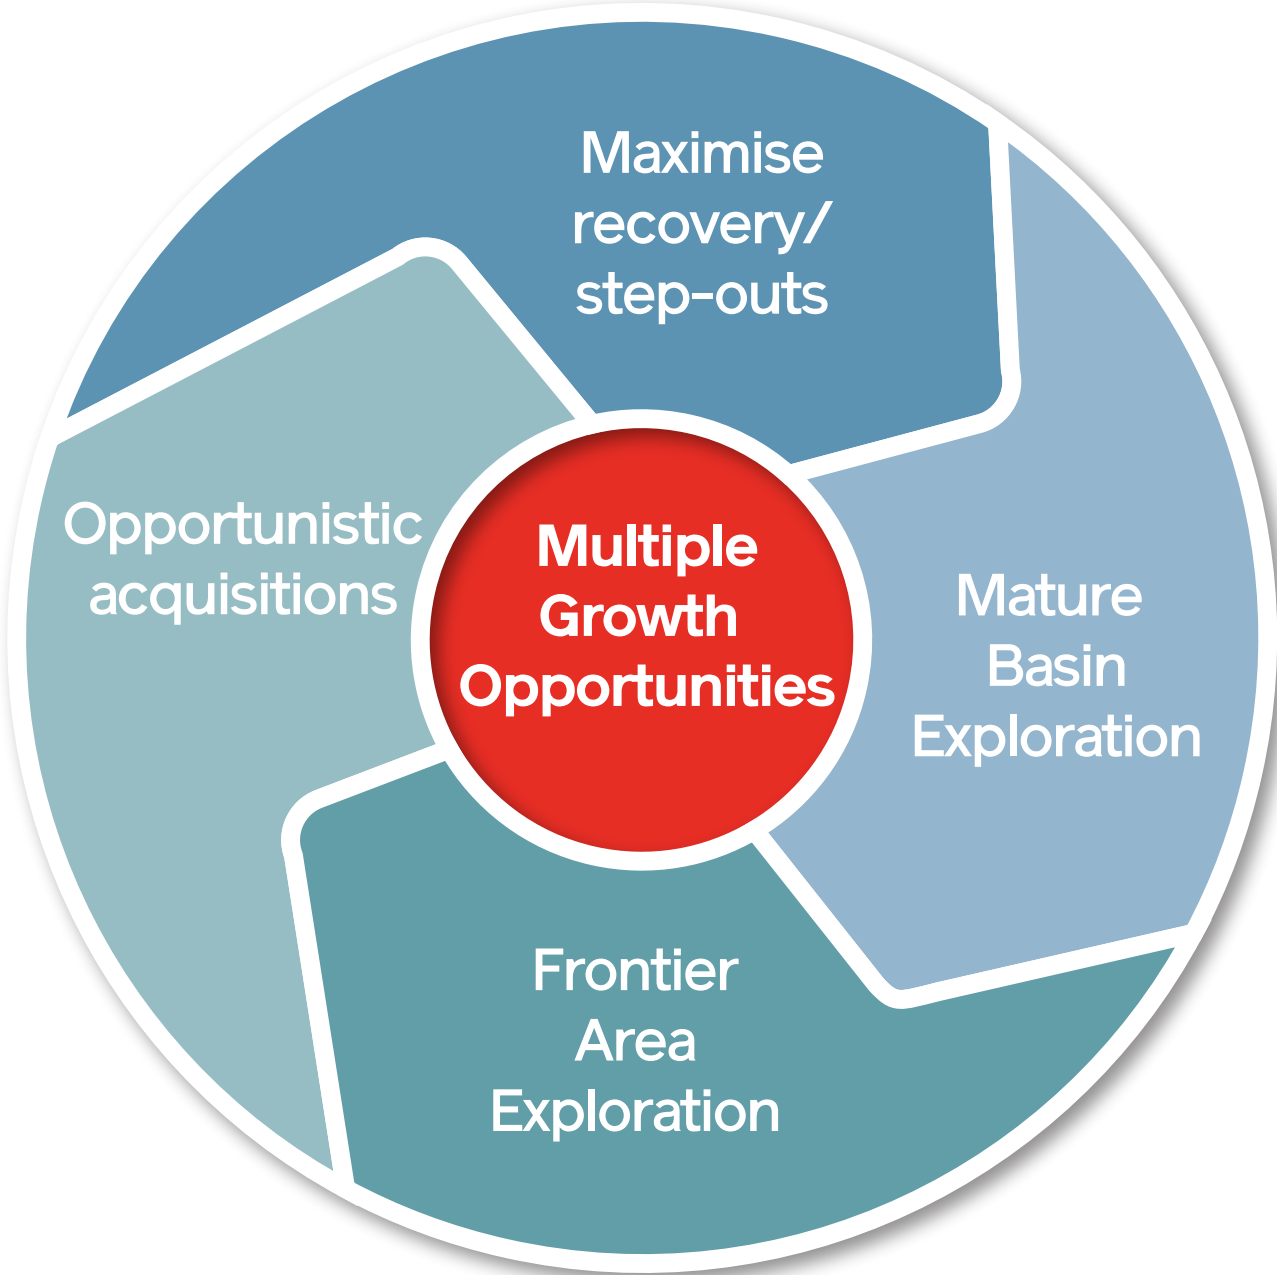 Maximise
recovery/
step-outs
Opportunistic
acquisitions
Multiple
Growth
Opportunities
Mature
Basin
Exploration
Frontier
Area
Exploration